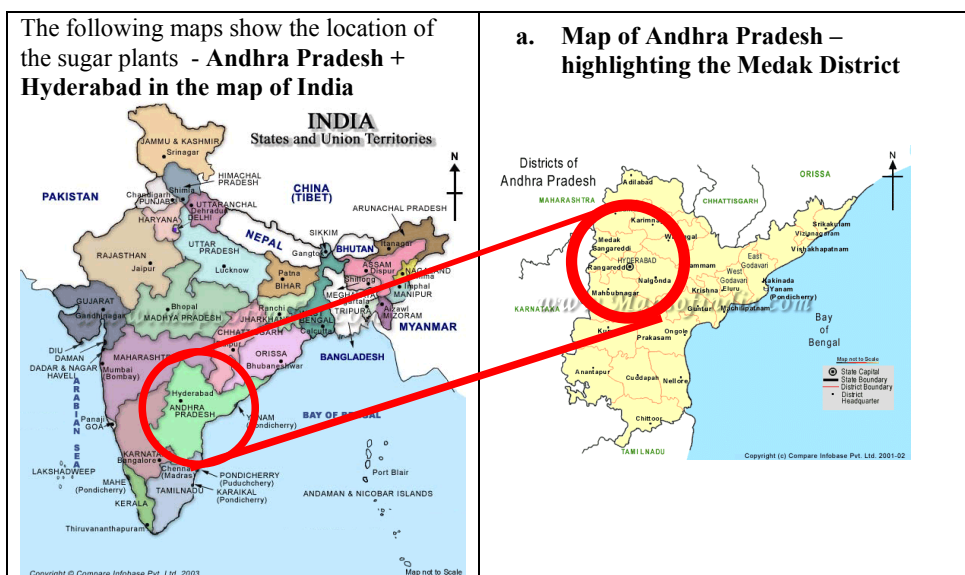 The following maps show the location of
the sugar plants - Andhra Pradesh +
Hyderabad in the map of India
INDIA
States and Union Territories
N
JAMMU & KASHMIR
Srinagar
HIMACHAL
PRADESH
PAKISTAN
Shimla
Chandigarh
PUNJAB
UTTARANCHAL
Dehradun
CHINA
(TIBET)
HARYANA
DELHI
ARUNACHAL PRADESH
NEPAL
SIKKIM
Gangtok
BHUTAN
Itanagar
RAJASTHAN
Jaipur
UTTAR
PRADESH
Lucknow
ASSAM
Dispur
Shillong
Patna
BIHAR
Imphal
MANIPUR
GUJARAT
Gandhinagar
Bhopal
MADHYA PRADESH
Ranchi
JHARKHAND
BENGAL
Calcutta
TRIPURA
Aizawl
MIZORAM
MYANMAR
CHHATTISGARH
DIU
DAMAN
DADAR & NAGAR
HAVELI
BANGLADESH
MAHARASHTRA
Mumbai
(Bombay)
ORISSA
Bhubaneshwar
ARABIAN SEA
Hyderabad
ANDHRA
PRADESH
YANAM
(Pondicherry)
BAY OF BENGAL
Panaji
GOA
KARNATAKA
Bangalore
Chennai
(Madras)
PONDICHERRY
(Puduchchery)
LAKSHADWEEP
MAHE
(Pondicherry)
TAMILNADU
KARAIKAL
(Pondicherry)
Port Blair
ANDAMAN & NICOBAR ISLANDS
KERALA
Thiruvananthapuram
Copyright © Compare Infobase Pvt. Ltd. 2003
Map not to Scale
a. Map of Andhra Pradesh –
highlighting the Medak District
N
Districts of
Andhra Pradesh
ORISSA
MAHARASHTRA
Adilabad
CHHATTISGARH
Srikakulam
Vizianagaram
Vishakhapatnam
Medak
Bangareddi
HYDERABAD
Rangareddi
Nalgonda
Mahbubnagar
East
Godavari
West
Godavari
Eluru
Kakinada
Yanam
(Pondicherry)
Krishna
Guntur
Machilipatnam
KARNATAKA
Prakasam
Ongole
Bay
of
Bengal
Anantapur
Cuddapah
Nellore
Chittoor
TAMILNADU
Map not to Scale
State Capital
State Boundary
District Boundary
District
Headquarter
Copyright (c) Compare Infobase Pvt. Ltd. 2001-02